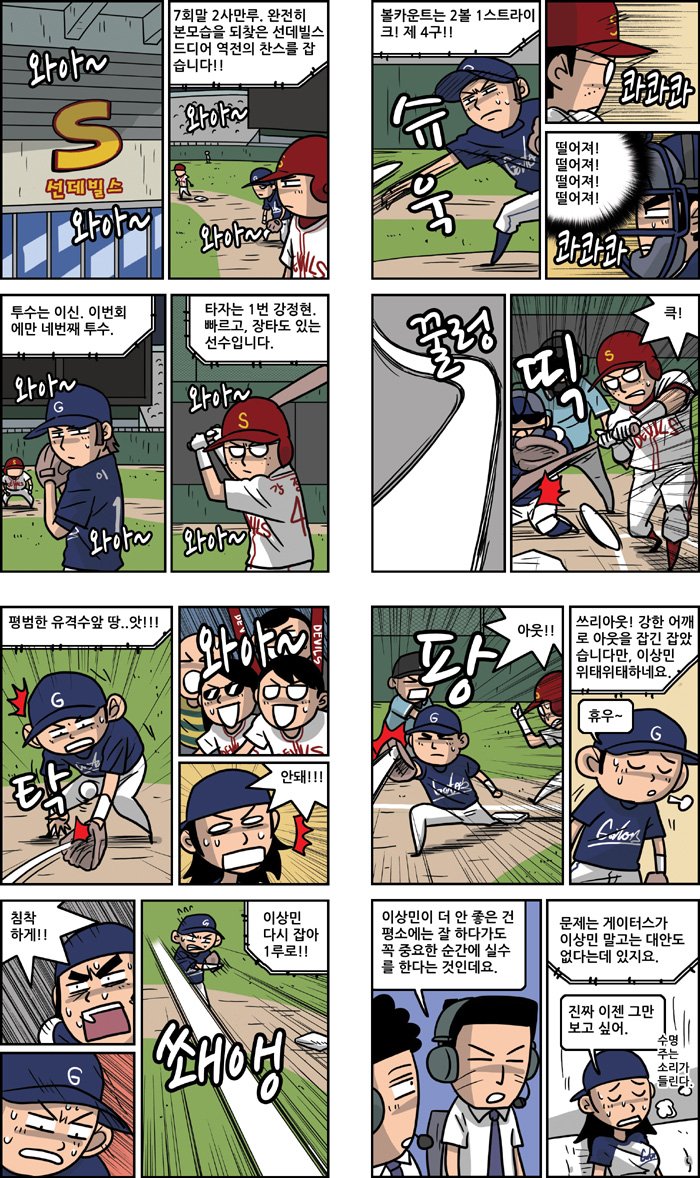 와아~
S
선데빌스
와아~
7회말 2사만루. 완전히
본모습을 되찾은 선데빌스
드디어 역전의 찬스를 잡
습니다!!
와아~
와아~
투수는 이신. 이번회
에만 네번째 투수.
와아~
G
이
1
와아~
타자는 1번 강정현.
빠르고, 장타도 있는
선수입니다.
와아~
S
강정
4
와아~
볼카운트는 2볼 1스트라이
크! 제 4구!!
슈
욱
콰콰콰
떨어져!
떨어져!
떨어져!
떨어져!
콰콰콰
꿀렁
큭!
딱
S
DEVILS
평범한 유격수앞 땅..앗!!!
G
탁
와아~
DEVILS
안돼!!!
침착
하게!!
G
이상민
다시 잡아
1루로!!
G
쐐앵
팡
아웃!!
G
Gators
쓰리아웃! 강한 어깨
로 아웃을 잡긴 잡았
습니다만, 이상민
위태위태하네요.
휴우~
G
이상민이 더 안 좋은 건
평소에는 잘 하다가도
꼭 중요한 순간에 실수
를 한다는 것인데요.
문제는 게이터스가
이상민 말고는 대안도
없다는데 있지요.
진짜 이젠 그만
보고 싶어.
수명
주는
소리가
들린다.